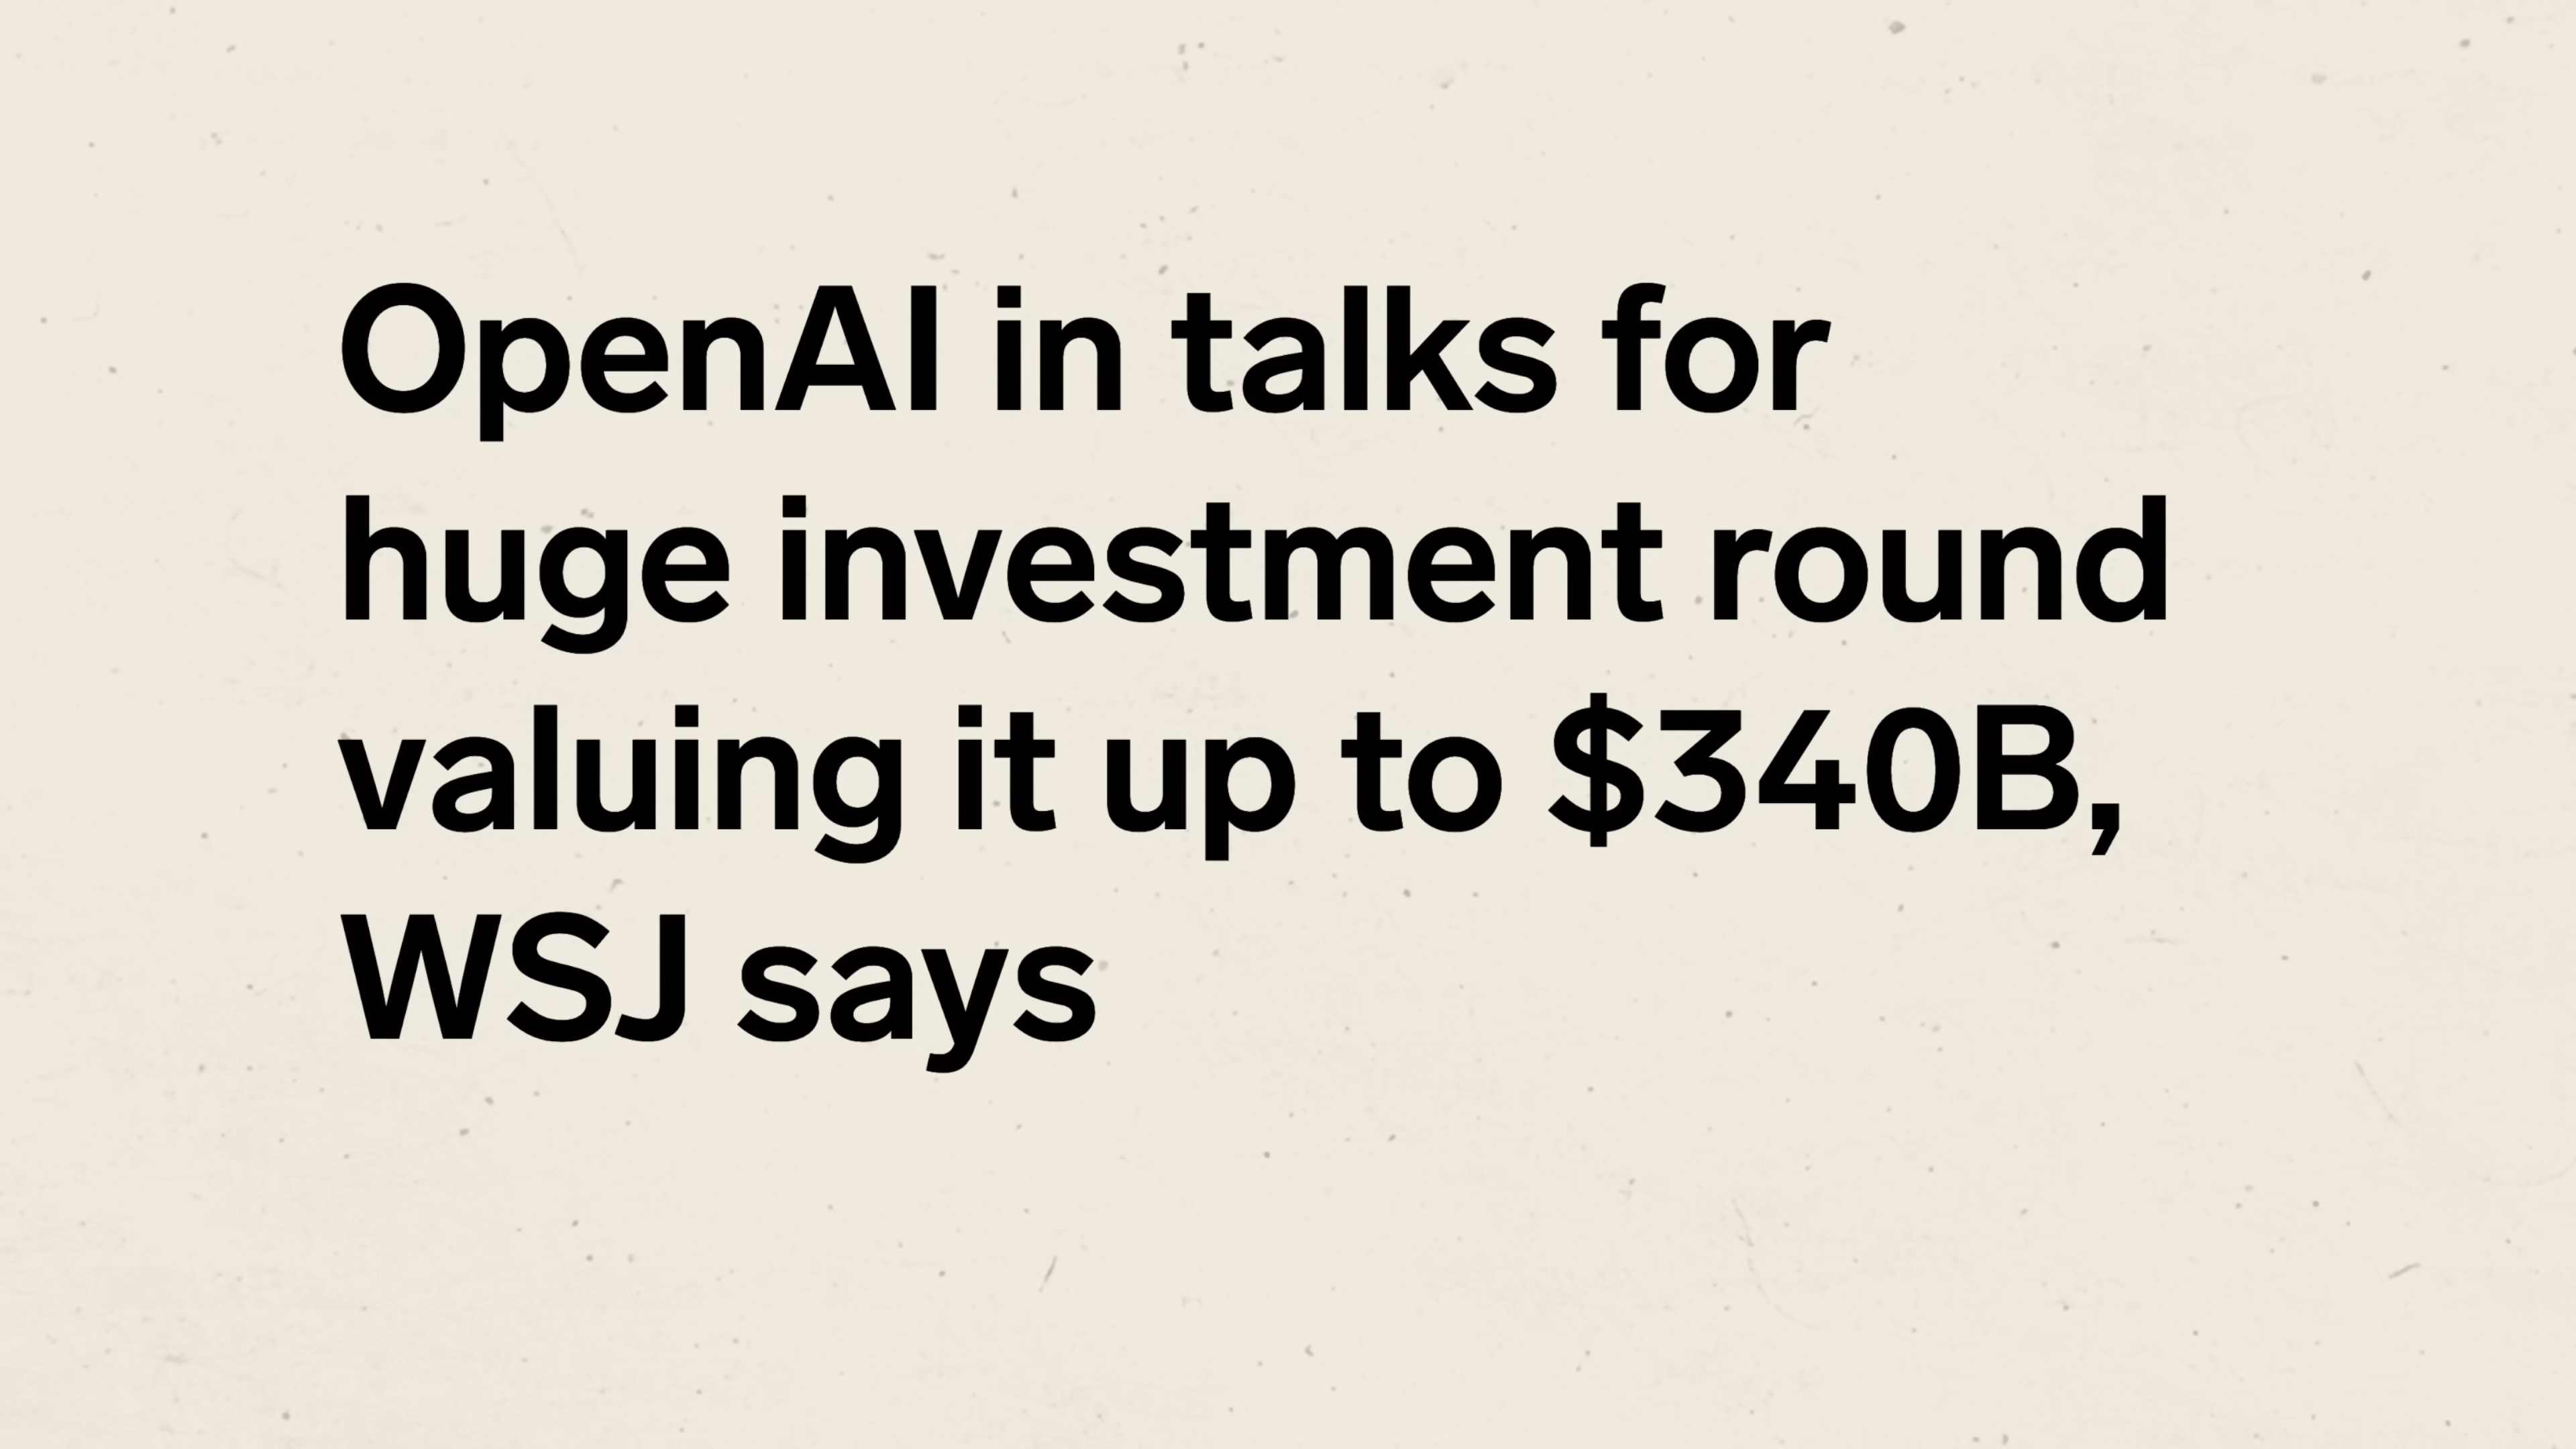 OpenAI in talks for
huge investment round
valuing it up to $340B,
WSJ says